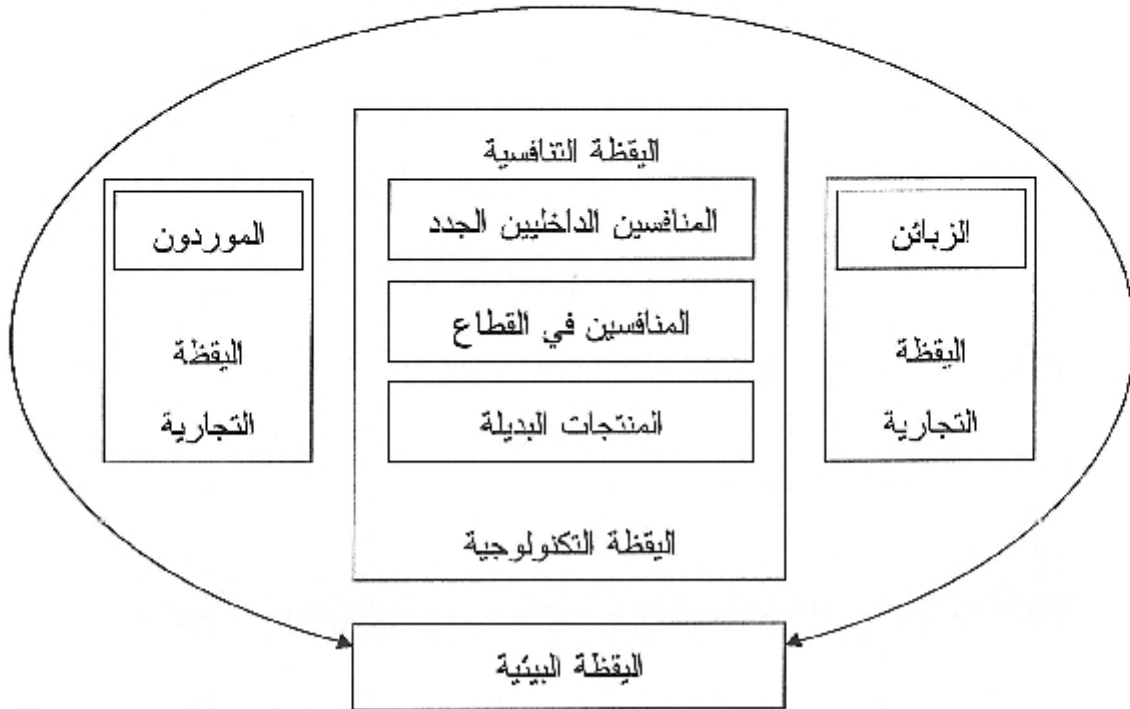 اليقظة التنافسية
المنافسين الداخليين الجدد
المنافسين في القطاع
المنتجات البديلة
اليقظة التكنولوجية
الزبائن
اليقظة
التجارية
الموردون
اليقظة
التجارية
اليقظة البيئية